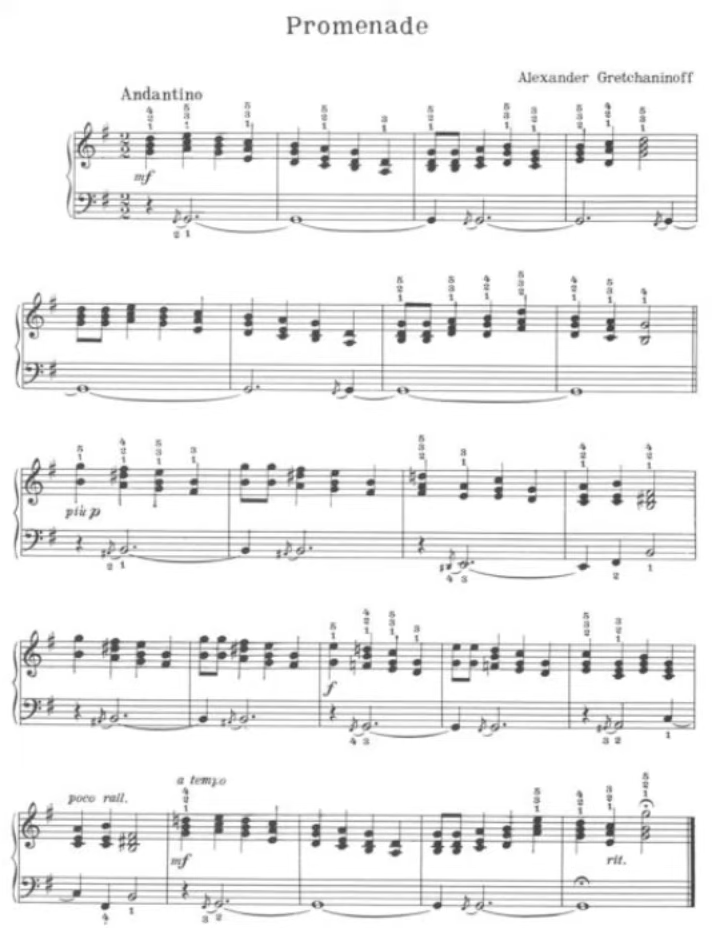 Promenade
Alexander Gretchaninoff
Andantino
mf
più p
f
poco rall.
a tempo
mf
rit.